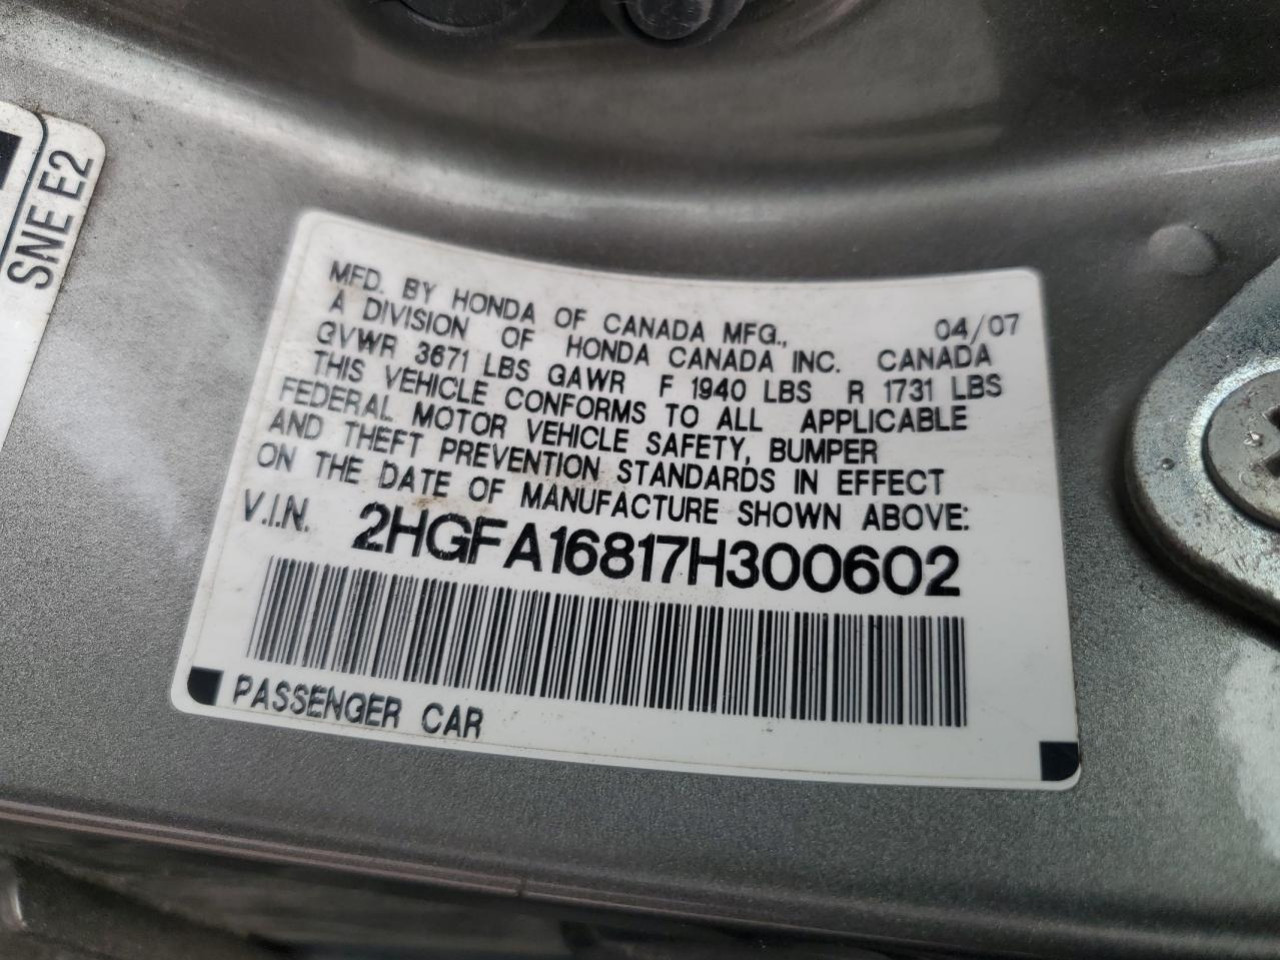 SNE E2
MFD. BY HONDA OF CANADA MFG., 04/07
A DIVISION OF HONDA CANADA INC. CANADA
GVWR 3671 LBS GAWR F 1940 LBS R 1731 LBS
THIS VEHICLE CONFORMS TO ALL APPLICABLE
FEDERAL MOTOR VEHICLE SAFETY, BUMPER
AND THEFT PREVENTION STANDARDS IN EFFECT
ON THE DATE OF MANUFACTURE SHOWN ABOVE:
V.I.N. 2HGFA16817H300602
PASSENGER CAR